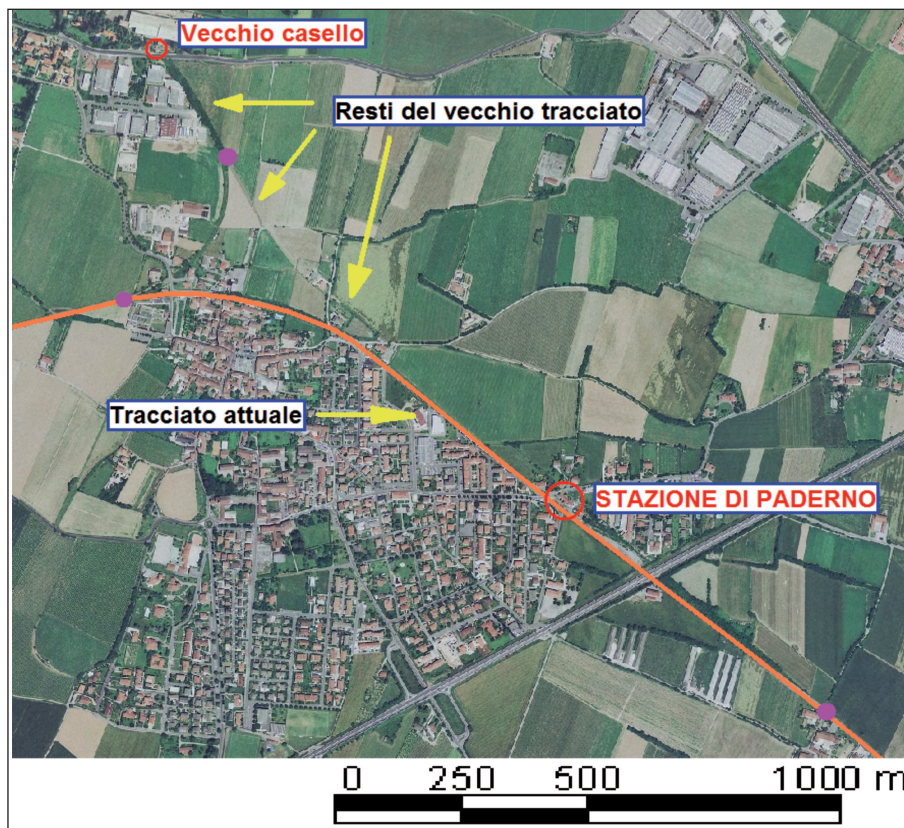 Vecchio casello
Resti del vecchio tracciato
Tracciato attuale
STAZIONE DI PADERNO
0 250 500 1000 m